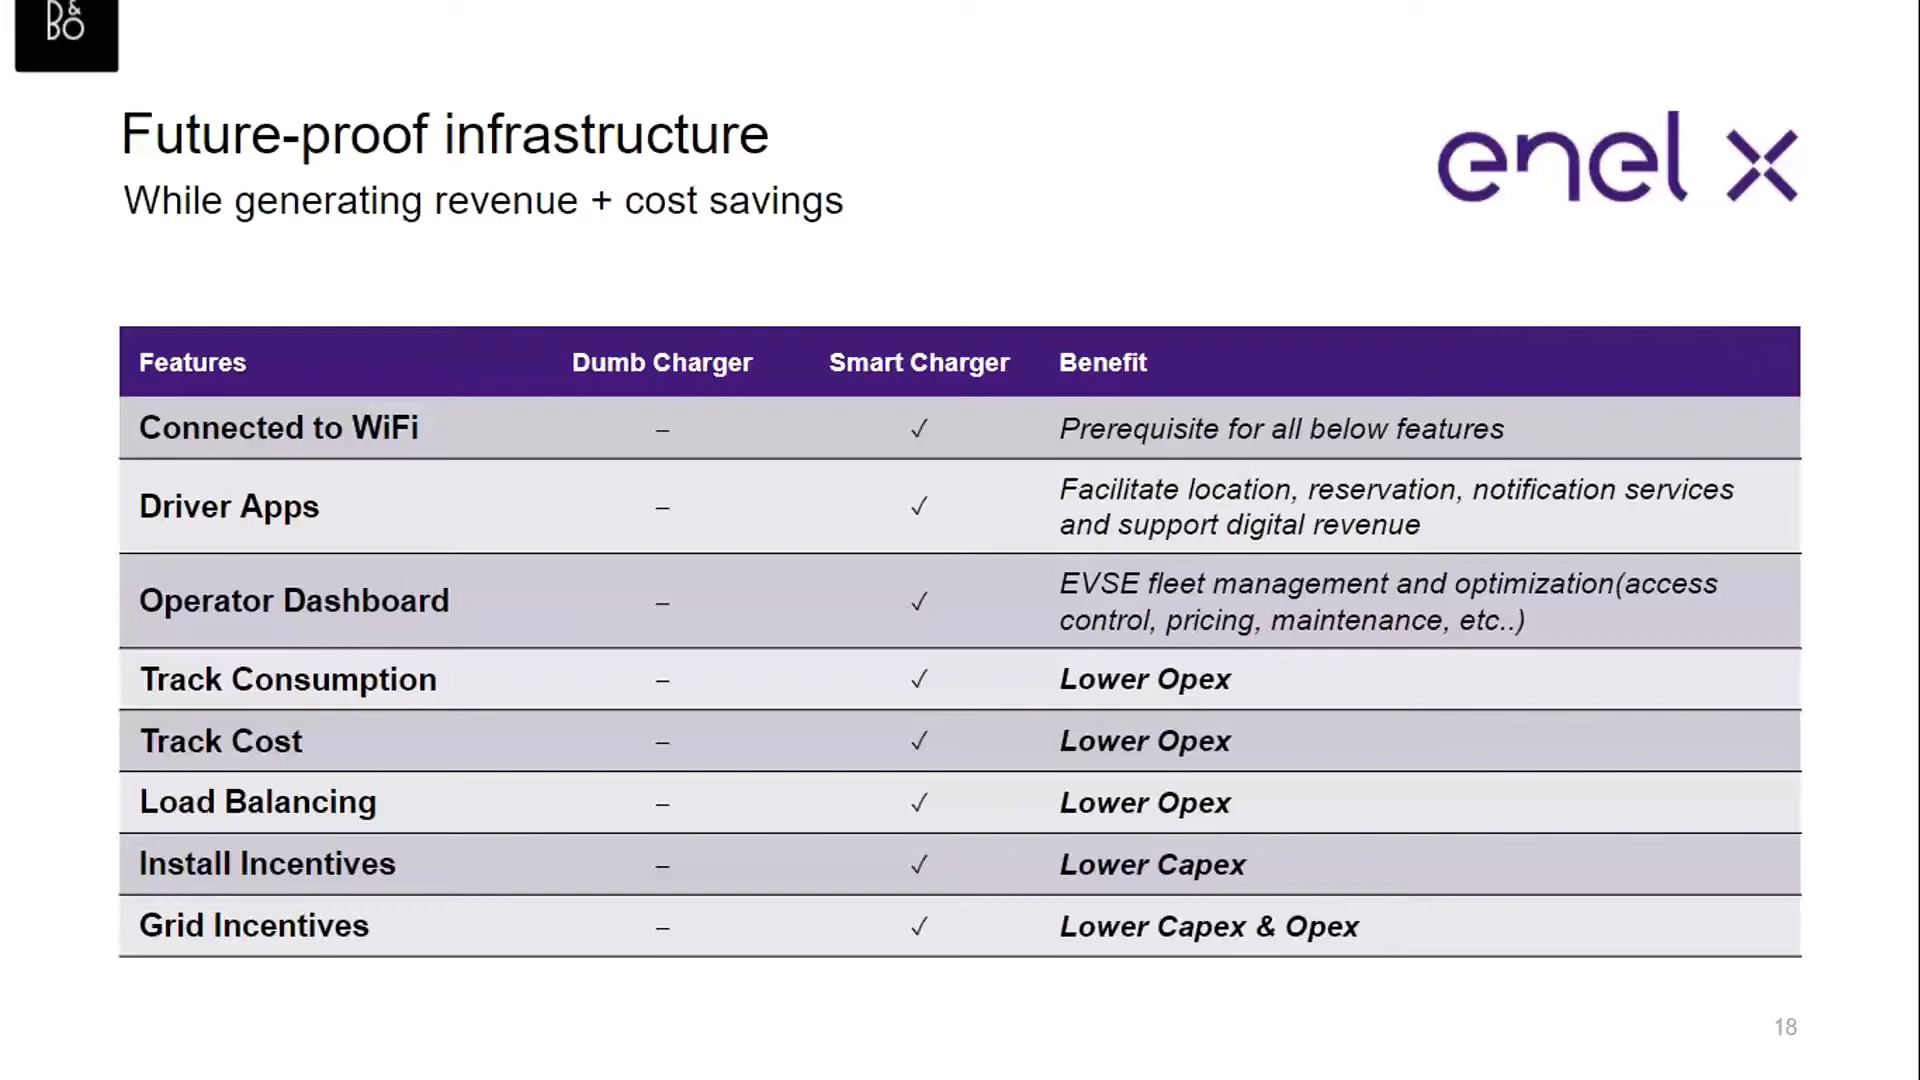 B&O
Future-proof infrastructure
While generating revenue + cost savings
enel x
Features Dumb Charger Smart Charger Benefit
Connected to WiFi – ✓ Prerequisite for all below features
Driver Apps – ✓ Facilitate location, reservation, notification services
and support digital revenue
Operator Dashboard – ✓ EVSE fleet management and optimization(access
control, pricing, maintenance, etc..)
Track Consumption – ✓ Lower Opex
Track Cost – ✓ Lower Opex
Load Balancing – ✓ Lower Opex
Install Incentives – ✓ Lower Capex
Grid Incentives – ✓ Lower Capex & Opex
18